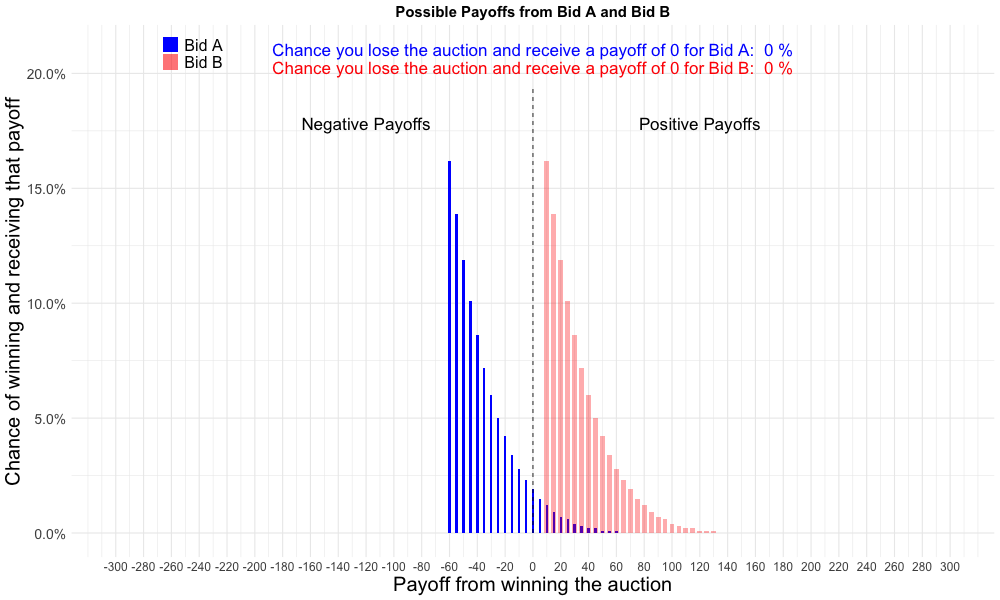 Possible Payoffs from Bid A and Bid B
Bid A
Bid B
Chance you lose the auction and receive a payoff of 0 for Bid A:  0 %
Chance you lose the auction and receive a payoff of 0 for Bid B:  0 %
Negative Payoffs
Positive Payoffs
Chance of winning and receiving that payoff
20.0%
15.0%
10.0%
5.0%
0.0%
-300 -280 -260 -240 -220 -200 -180 -160 -140 -120 -100 -80 -60 -40 -20 0 20 40 60 80 100 120 140 160 180 200 220 240 260 280 300
Payoff from winning the auction